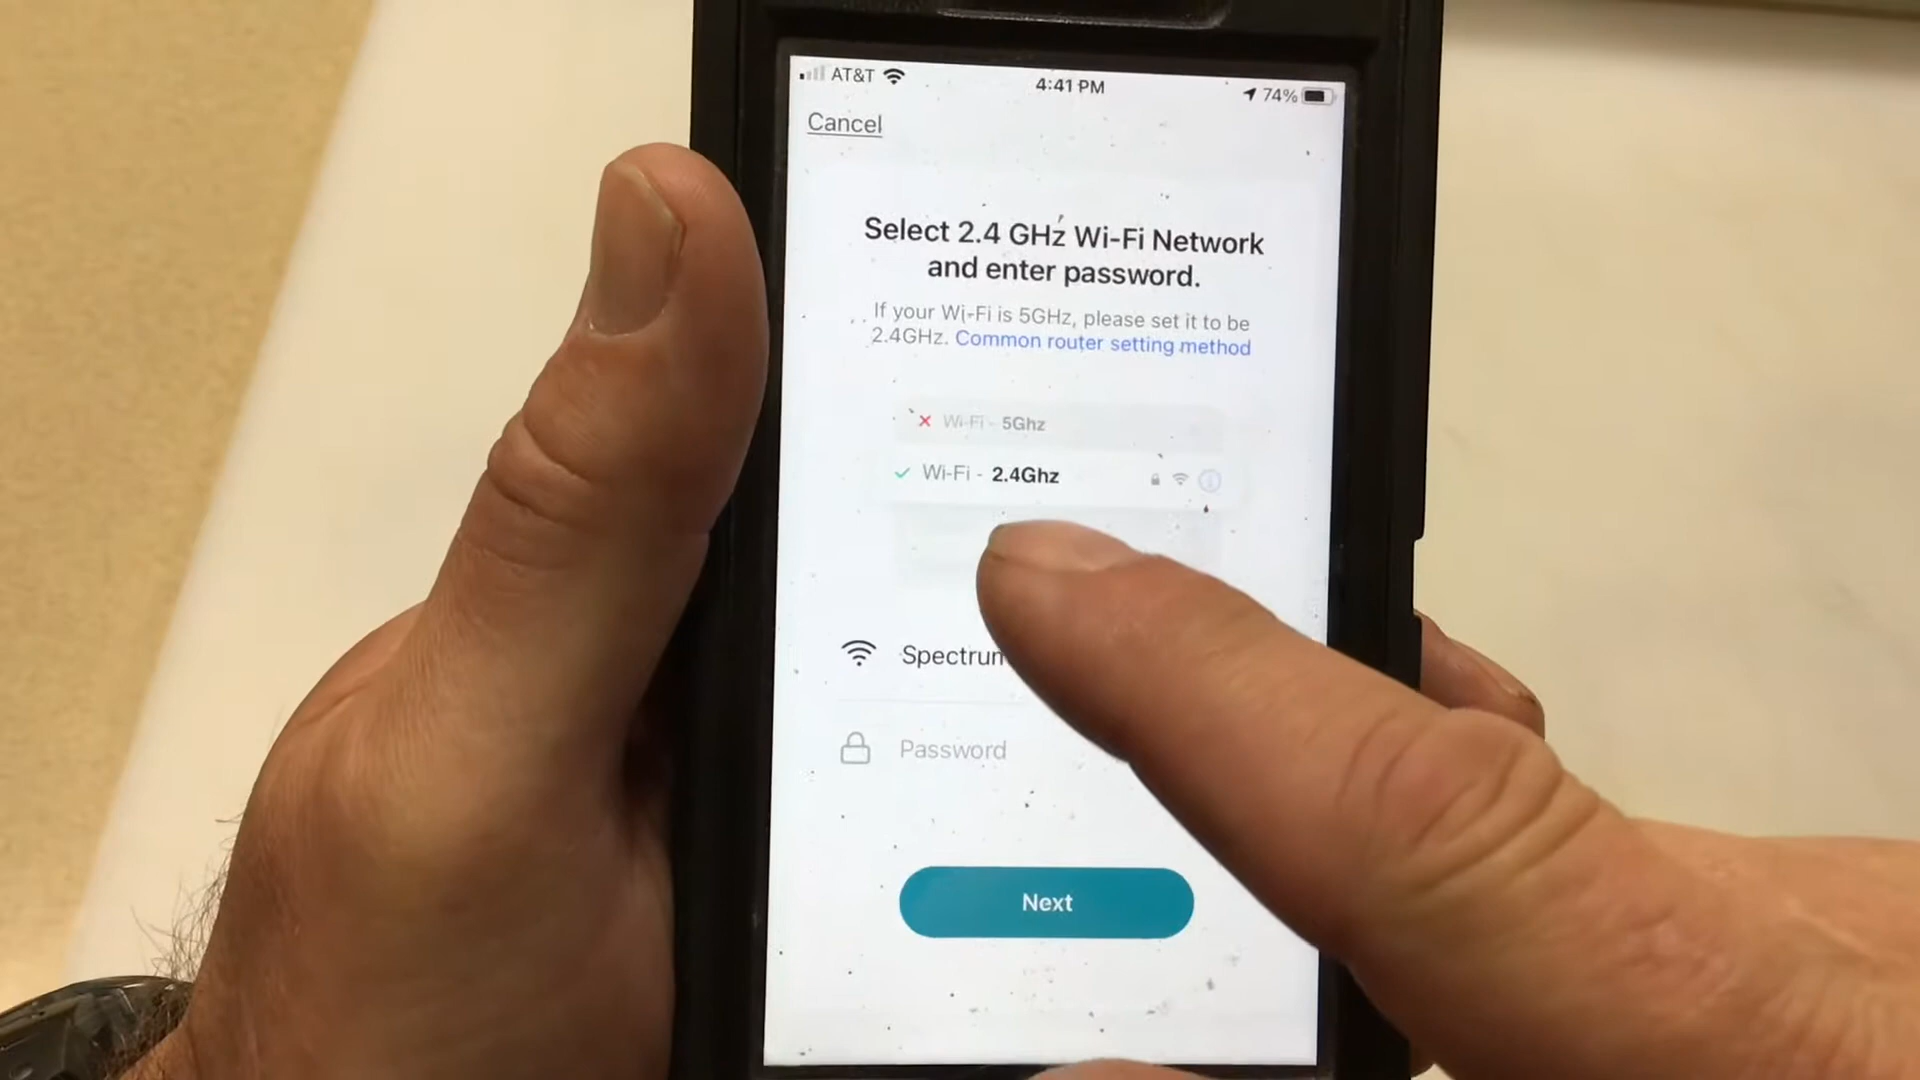 AT&T
4:41 PM
74%
Cancel
Select 2.4 GHz Wi-Fi Network
and enter password.
If your Wi-Fi is 5GHz, please set it to be
2.4GHz. Common router setting method
Wi-Fi - 5Ghz
Wi-Fi - 2.4Ghz
Password
Next